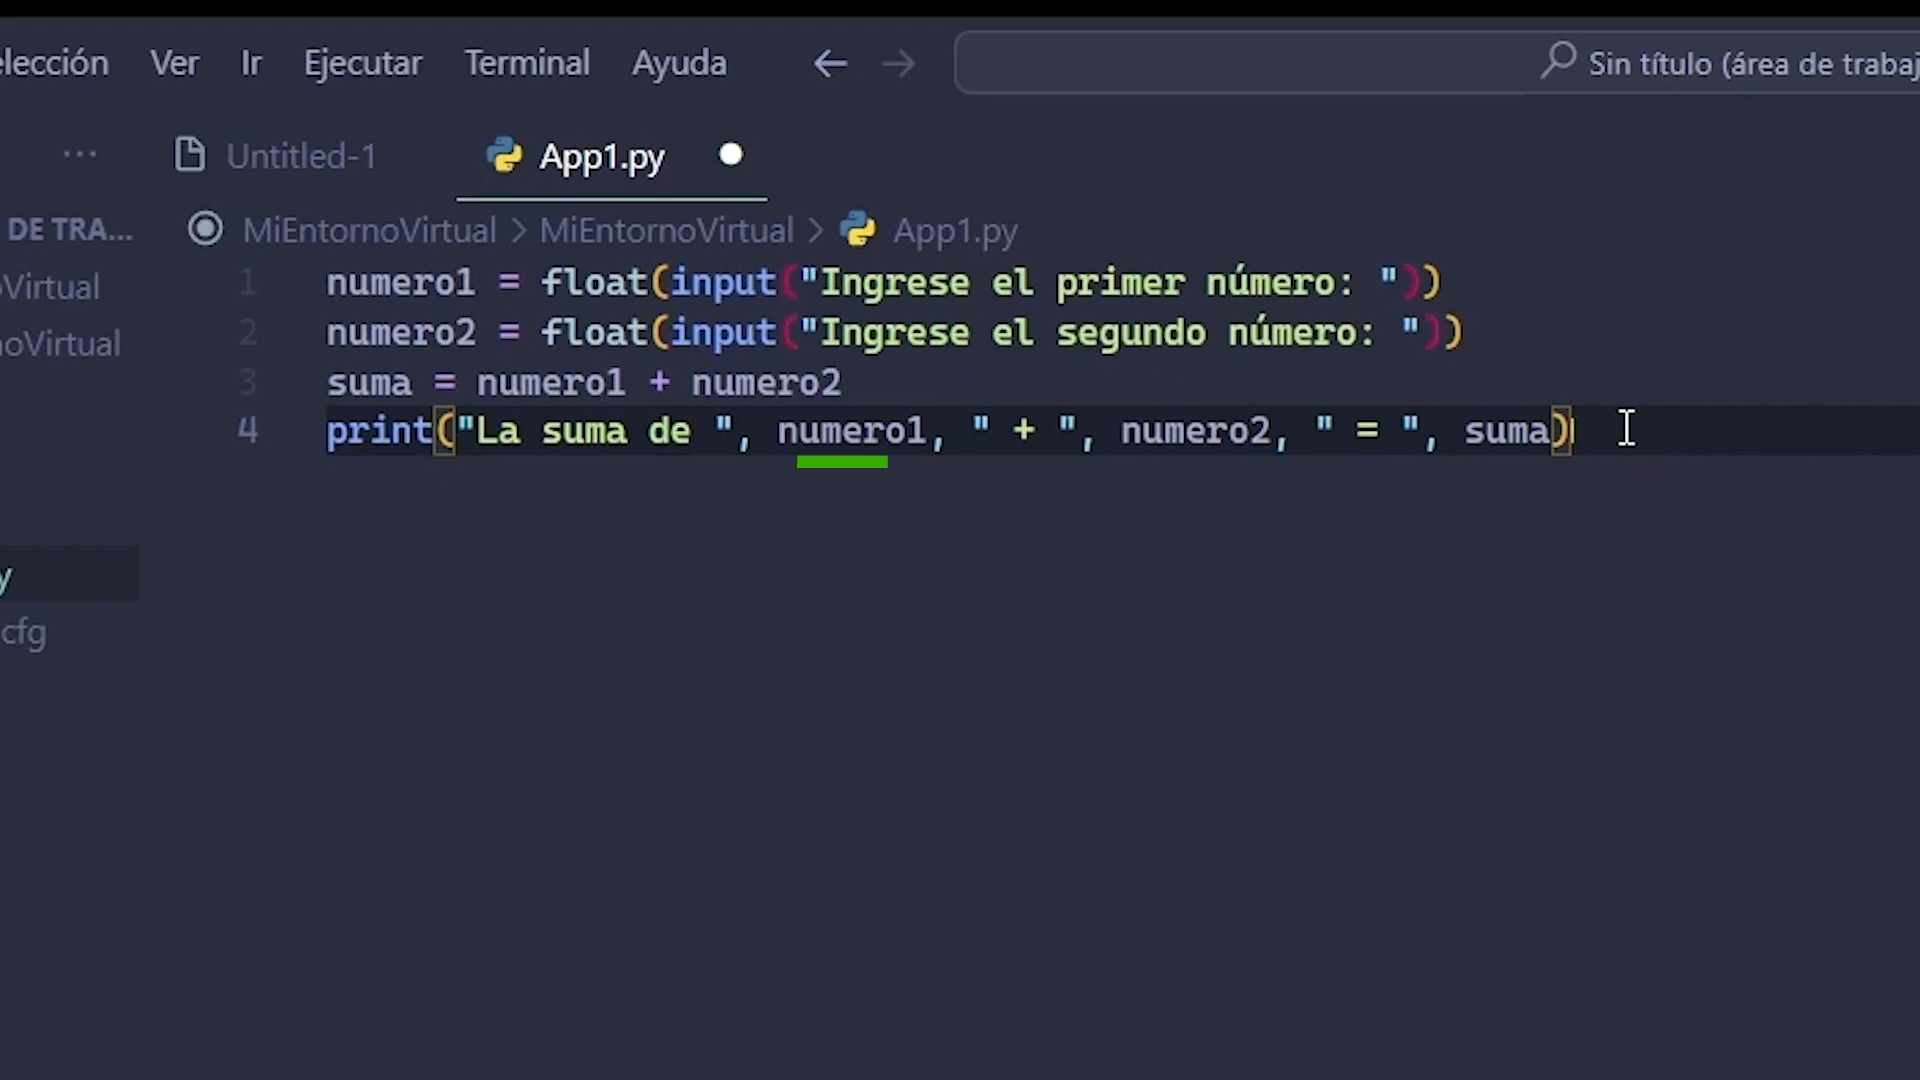 elección Ver Ir Ejecutar Terminal Ayuda ← → Sin título (área de trabaj
··· Untitled-1 App1.py
DE TRA... MiEntornoVirtual > MiEntornoVirtual > App1.py
1 numero1 = float(input("Ingrese el primer número: "))
oVirtual
2 numero2 = float(input("Ingrese el segundo número: "))
noVirtual
3 suma = numero1 + numero2
4 print("La suma de ", numero1, " + ", numero2, " = ", suma)
y
cfg